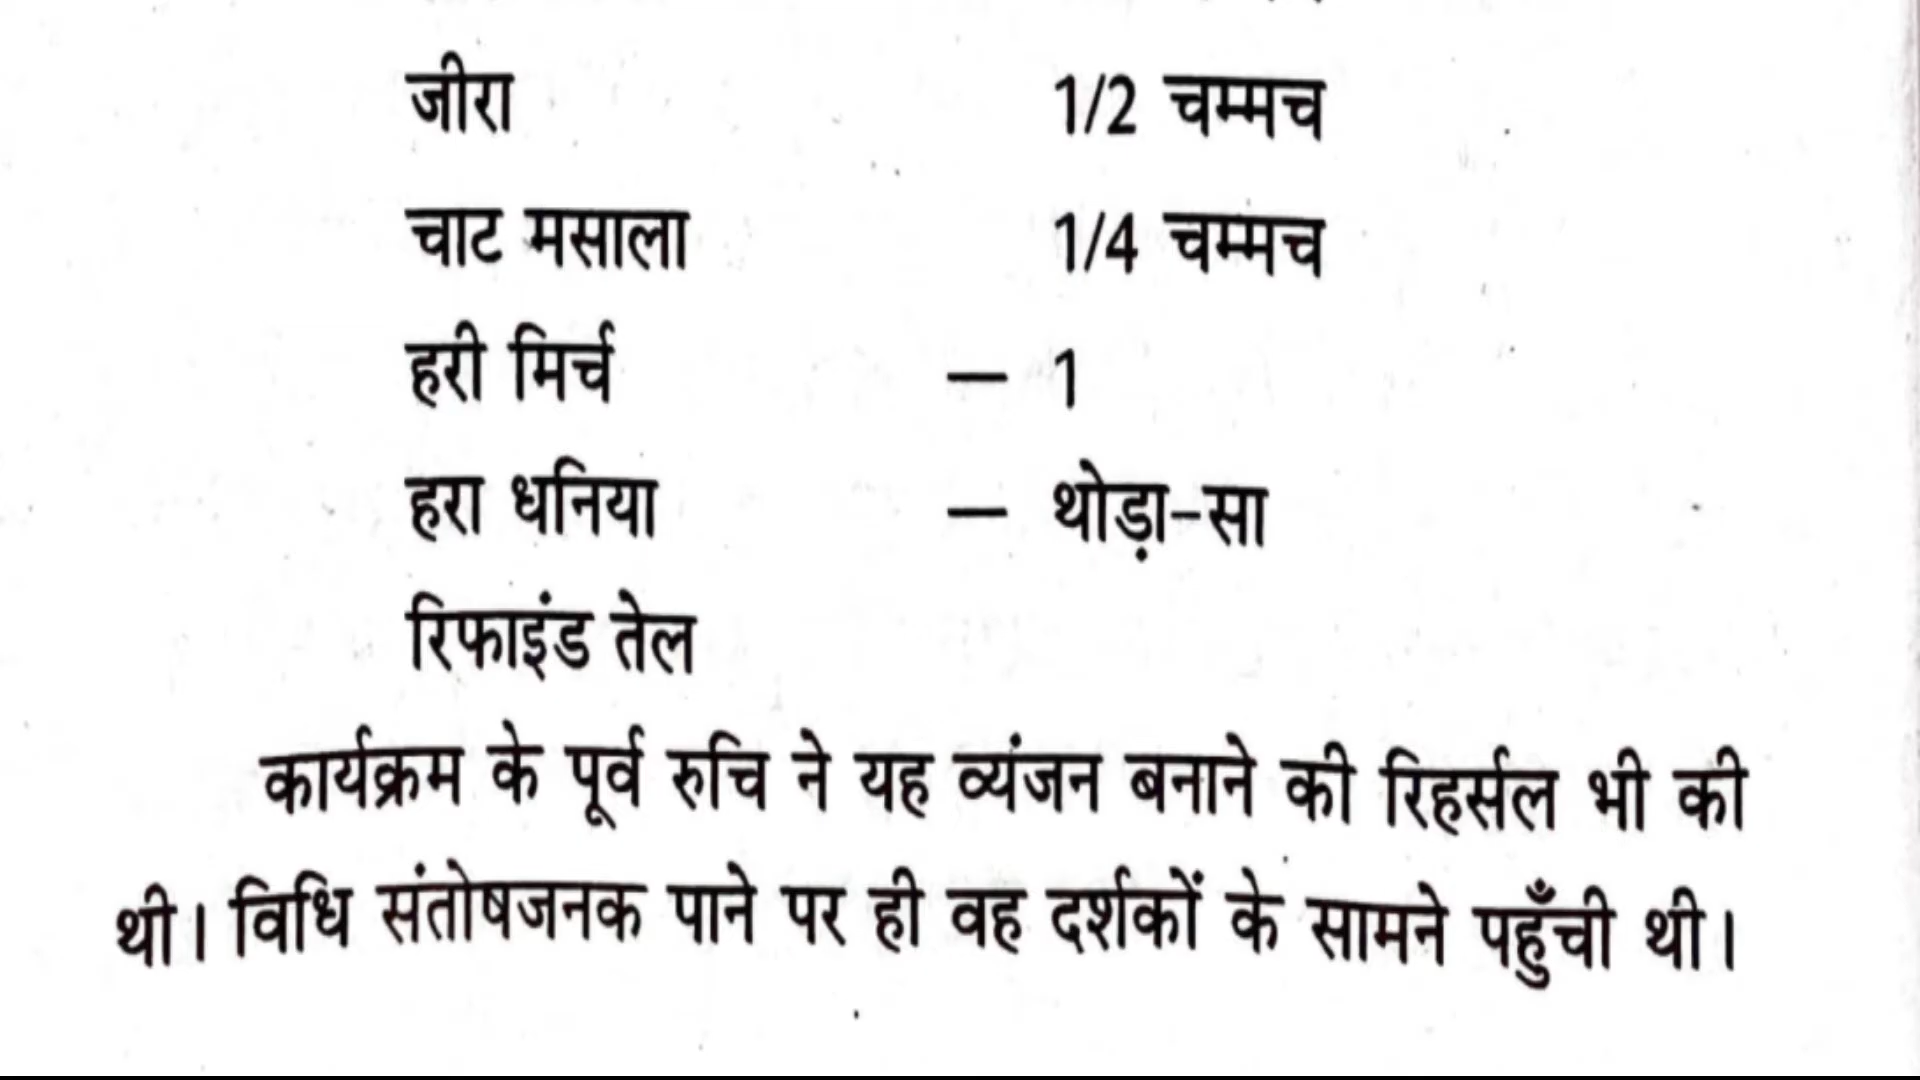 जीरा 1/2 चम्मच
चाट मसाला 1/4 चम्मच
हरी मिर्च — 1
हरा धनिया — थोड़ा-सा
रिफाइंड तेल
कार्यक्रम के पूर्व रुचि ने यह व्यंजन बनाने की रिहर्सल भी की
थी। विधि संतोषजनक पाने पर ही वह दर्शकों के सामने पहुँची थी।